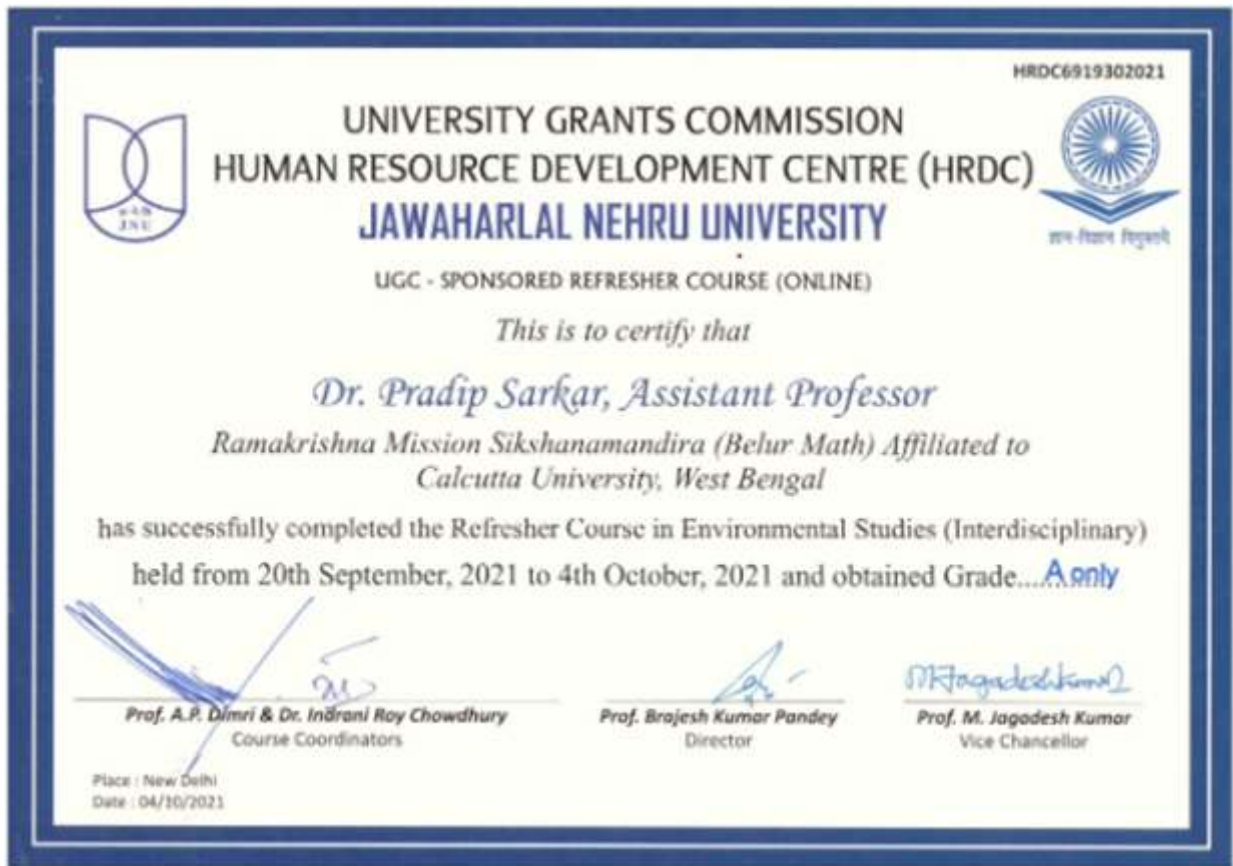 HRDC6919302021
UNIVERSITY GRANTS COMMISSION
HUMAN RESOURCE DEVELOPMENT CENTRE (HRDC)
JAWAHARLAL NEHRU UNIVERSITY
JNU
ज्ञान-विज्ञान विमुक्तये
UGC - SPONSORED REFRESHER COURSE (ONLINE)
This is to certify that
Dr. Pradip Sarkar, Assistant Professor
Ramakrishna Mission Sikshanamandira (Belur Math) Affiliated to
Calcutta University, West Bengal
has successfully completed the Refresher Course in Environmental Studies (Interdisciplinary)
held from 20th September, 2021 to 4th October, 2021 and obtained Grade....A only
MJagadeshkumar
Prof. A.P. Dimri & Dr. Indrani Roy Chowdhury
Course Coordinators
Prof. Brajesh Kumar Pandey
Director
Prof. M. Jagadesh Kumar
Vice Chancellor
Place : New Delhi
Date : 04/10/2021